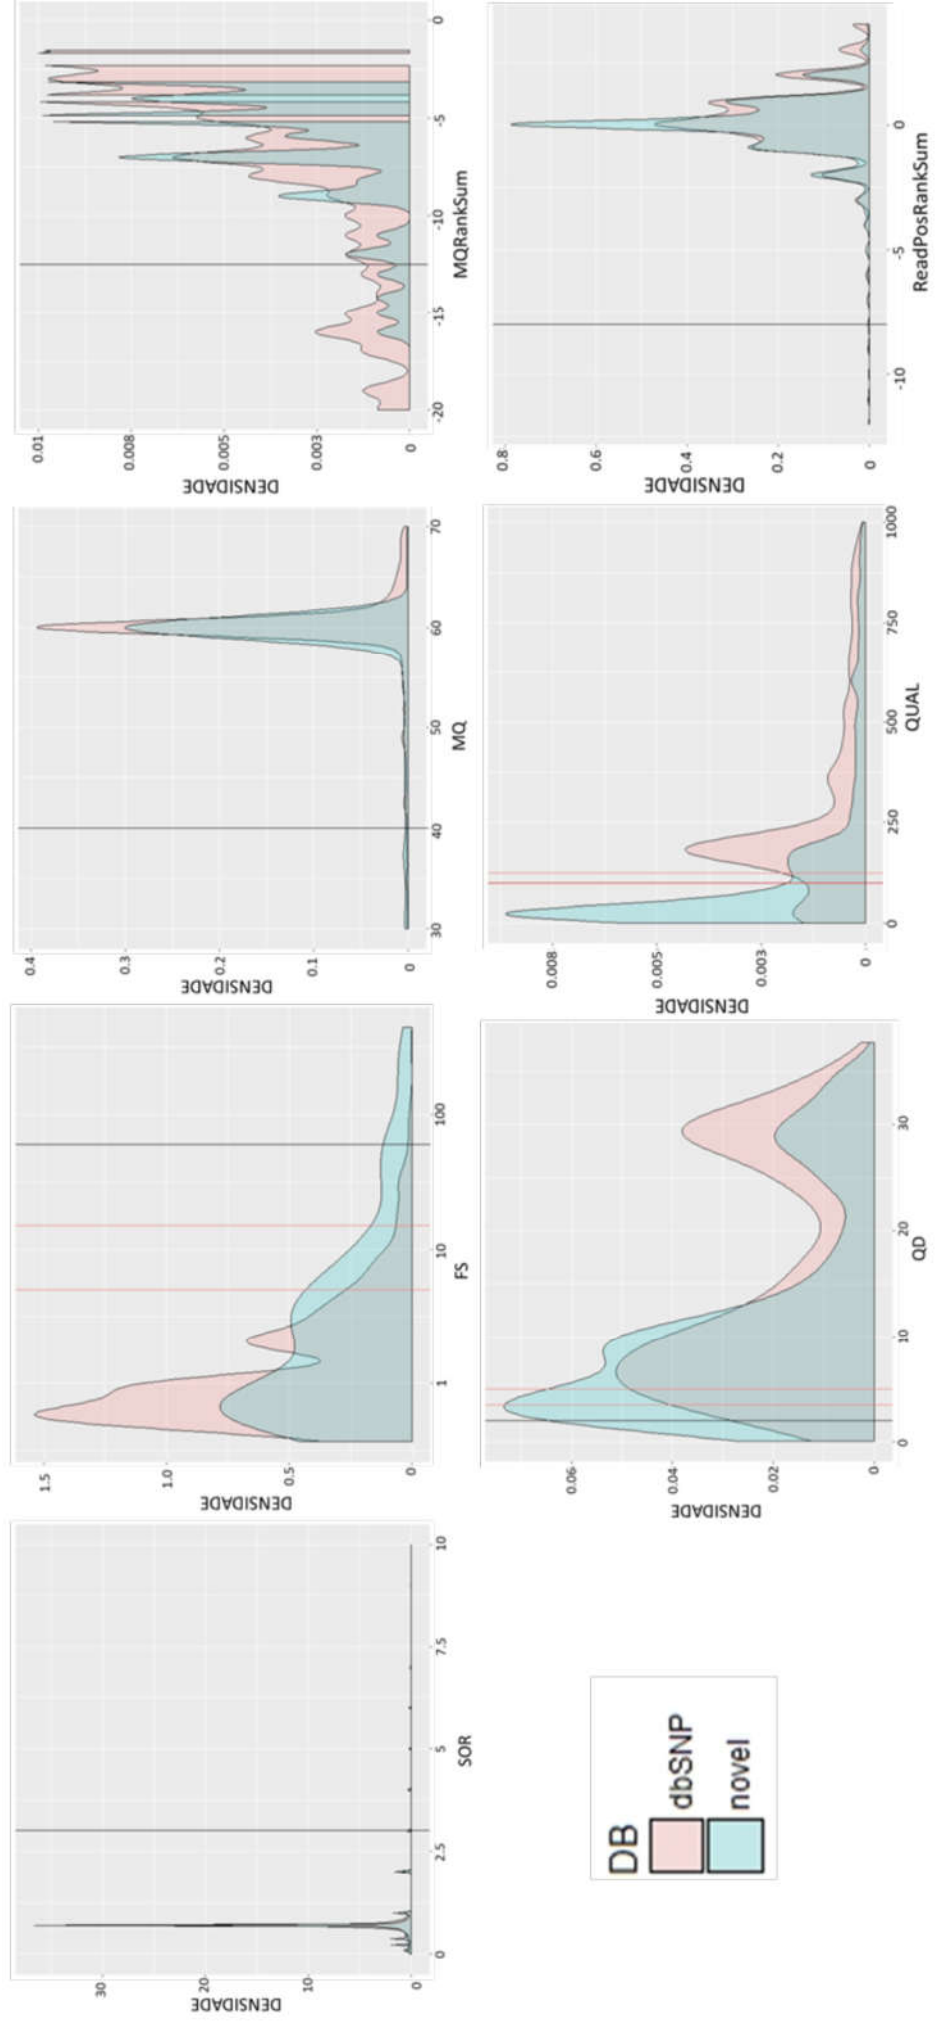 DENSIDADE
30
20
10
0
0 2.5 5 7.5 10
SOR
DENSIDADE
1.5
1.0
0.5
0
1 10 100
FS
DENSIDADE
0.4
0.3
0.2
0.1
0
30 40 50 60 70
MQ
DENSIDADE
0.01
0.008
0.005
0.003
0
-20 -15 -10 -5 0
MQRankSum
DB
dbSNP
novel
DENSIDADE
0.06
0.04
0.02
0
0 10 20 30
QD
DENSIDADE
0.008
0.005
0.003
0
0 250 500 750 1000
QUAL
DENSIDADE
0.8
0.6
0.4
0.2
0
-10 -5 0
ReadPosRankSum